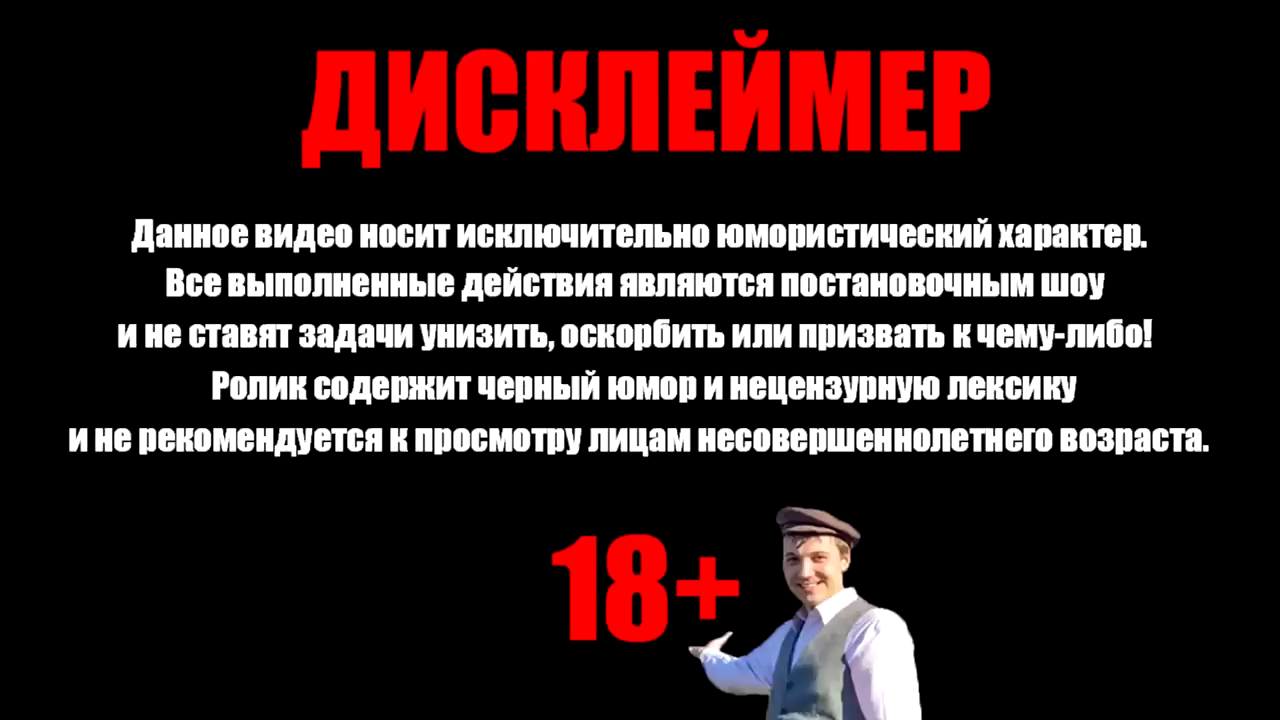 ДИСКЛЕЙМЕР
Данное видео носит исключительно юмористический характер.
Все выполненные действия являются постановочным шоу
и не ставят задачи унизить, оскорбить или призвать к чему-либо!
Ролик содержит черный юмор и нецензурную лексику
и не рекомендуется к просмотру лицам несовершеннолетнего возраста.
18+